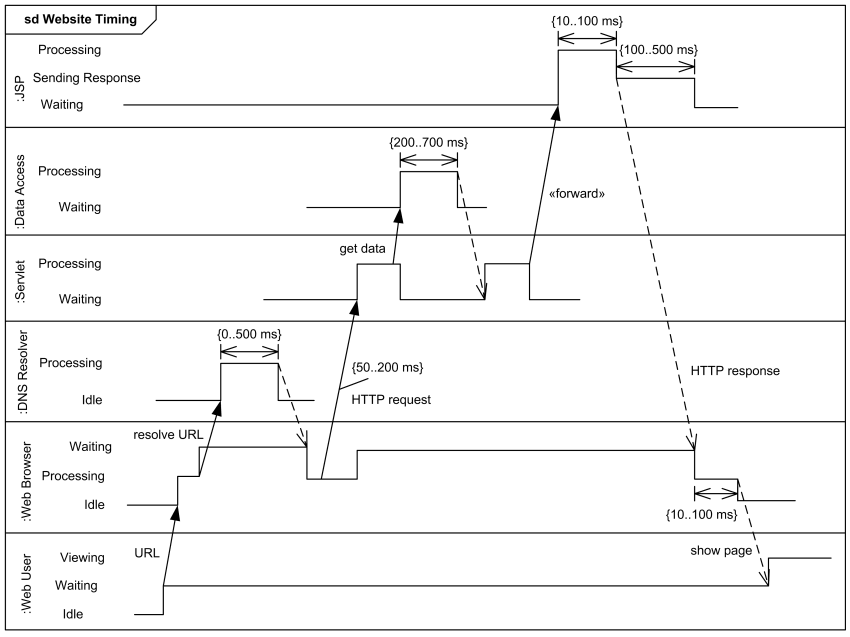 sd Website Timing
{10..100 ms}
{100..500 ms}
:JSP
Processing
Sending Response
Waiting
{200..700 ms}
:Data Access
Processing
Waiting
«forward»
get data
:Servlet
Processing
Waiting
{0..500 ms}
:DNS Resolver
Processing
Idle
{50..200 ms}
HTTP request
HTTP response
resolve URL
:Web Browser
Waiting
Processing
Idle
{10..100 ms}
URL
show page
:Web User
Viewing
Waiting
Idle